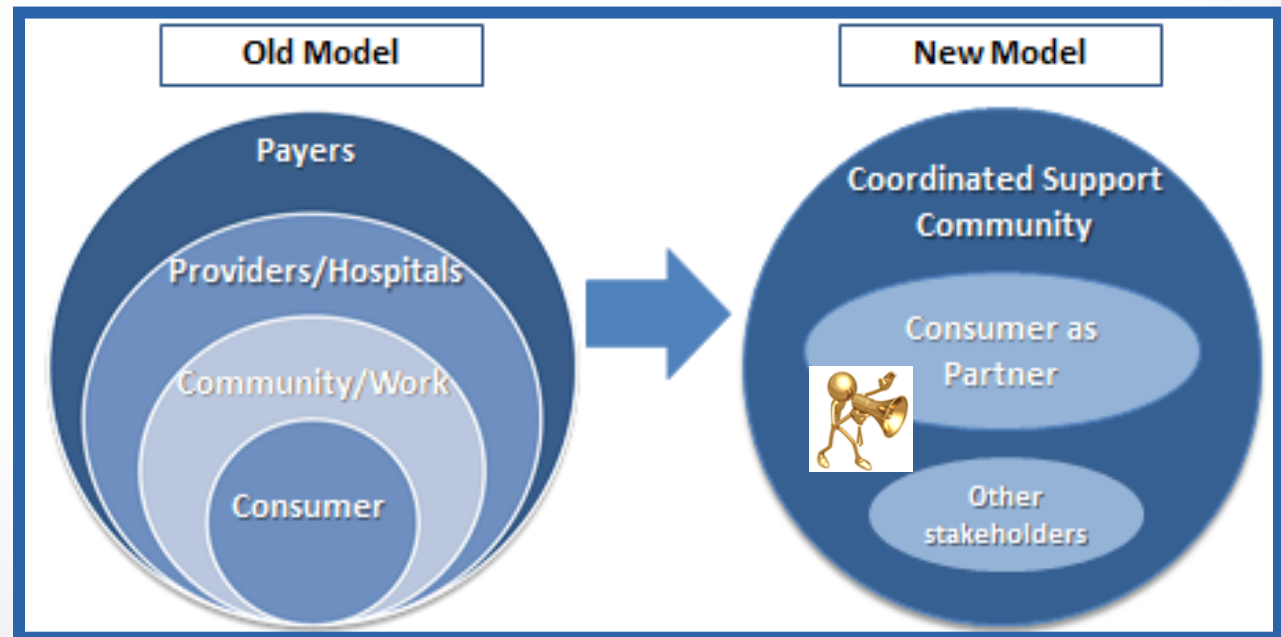 Old Model
Payers
Providers/Hospitals
Community/Work
Consumer
New Model
Coordinated Support
Community
Consumer as
Partner
Other
stakeholders